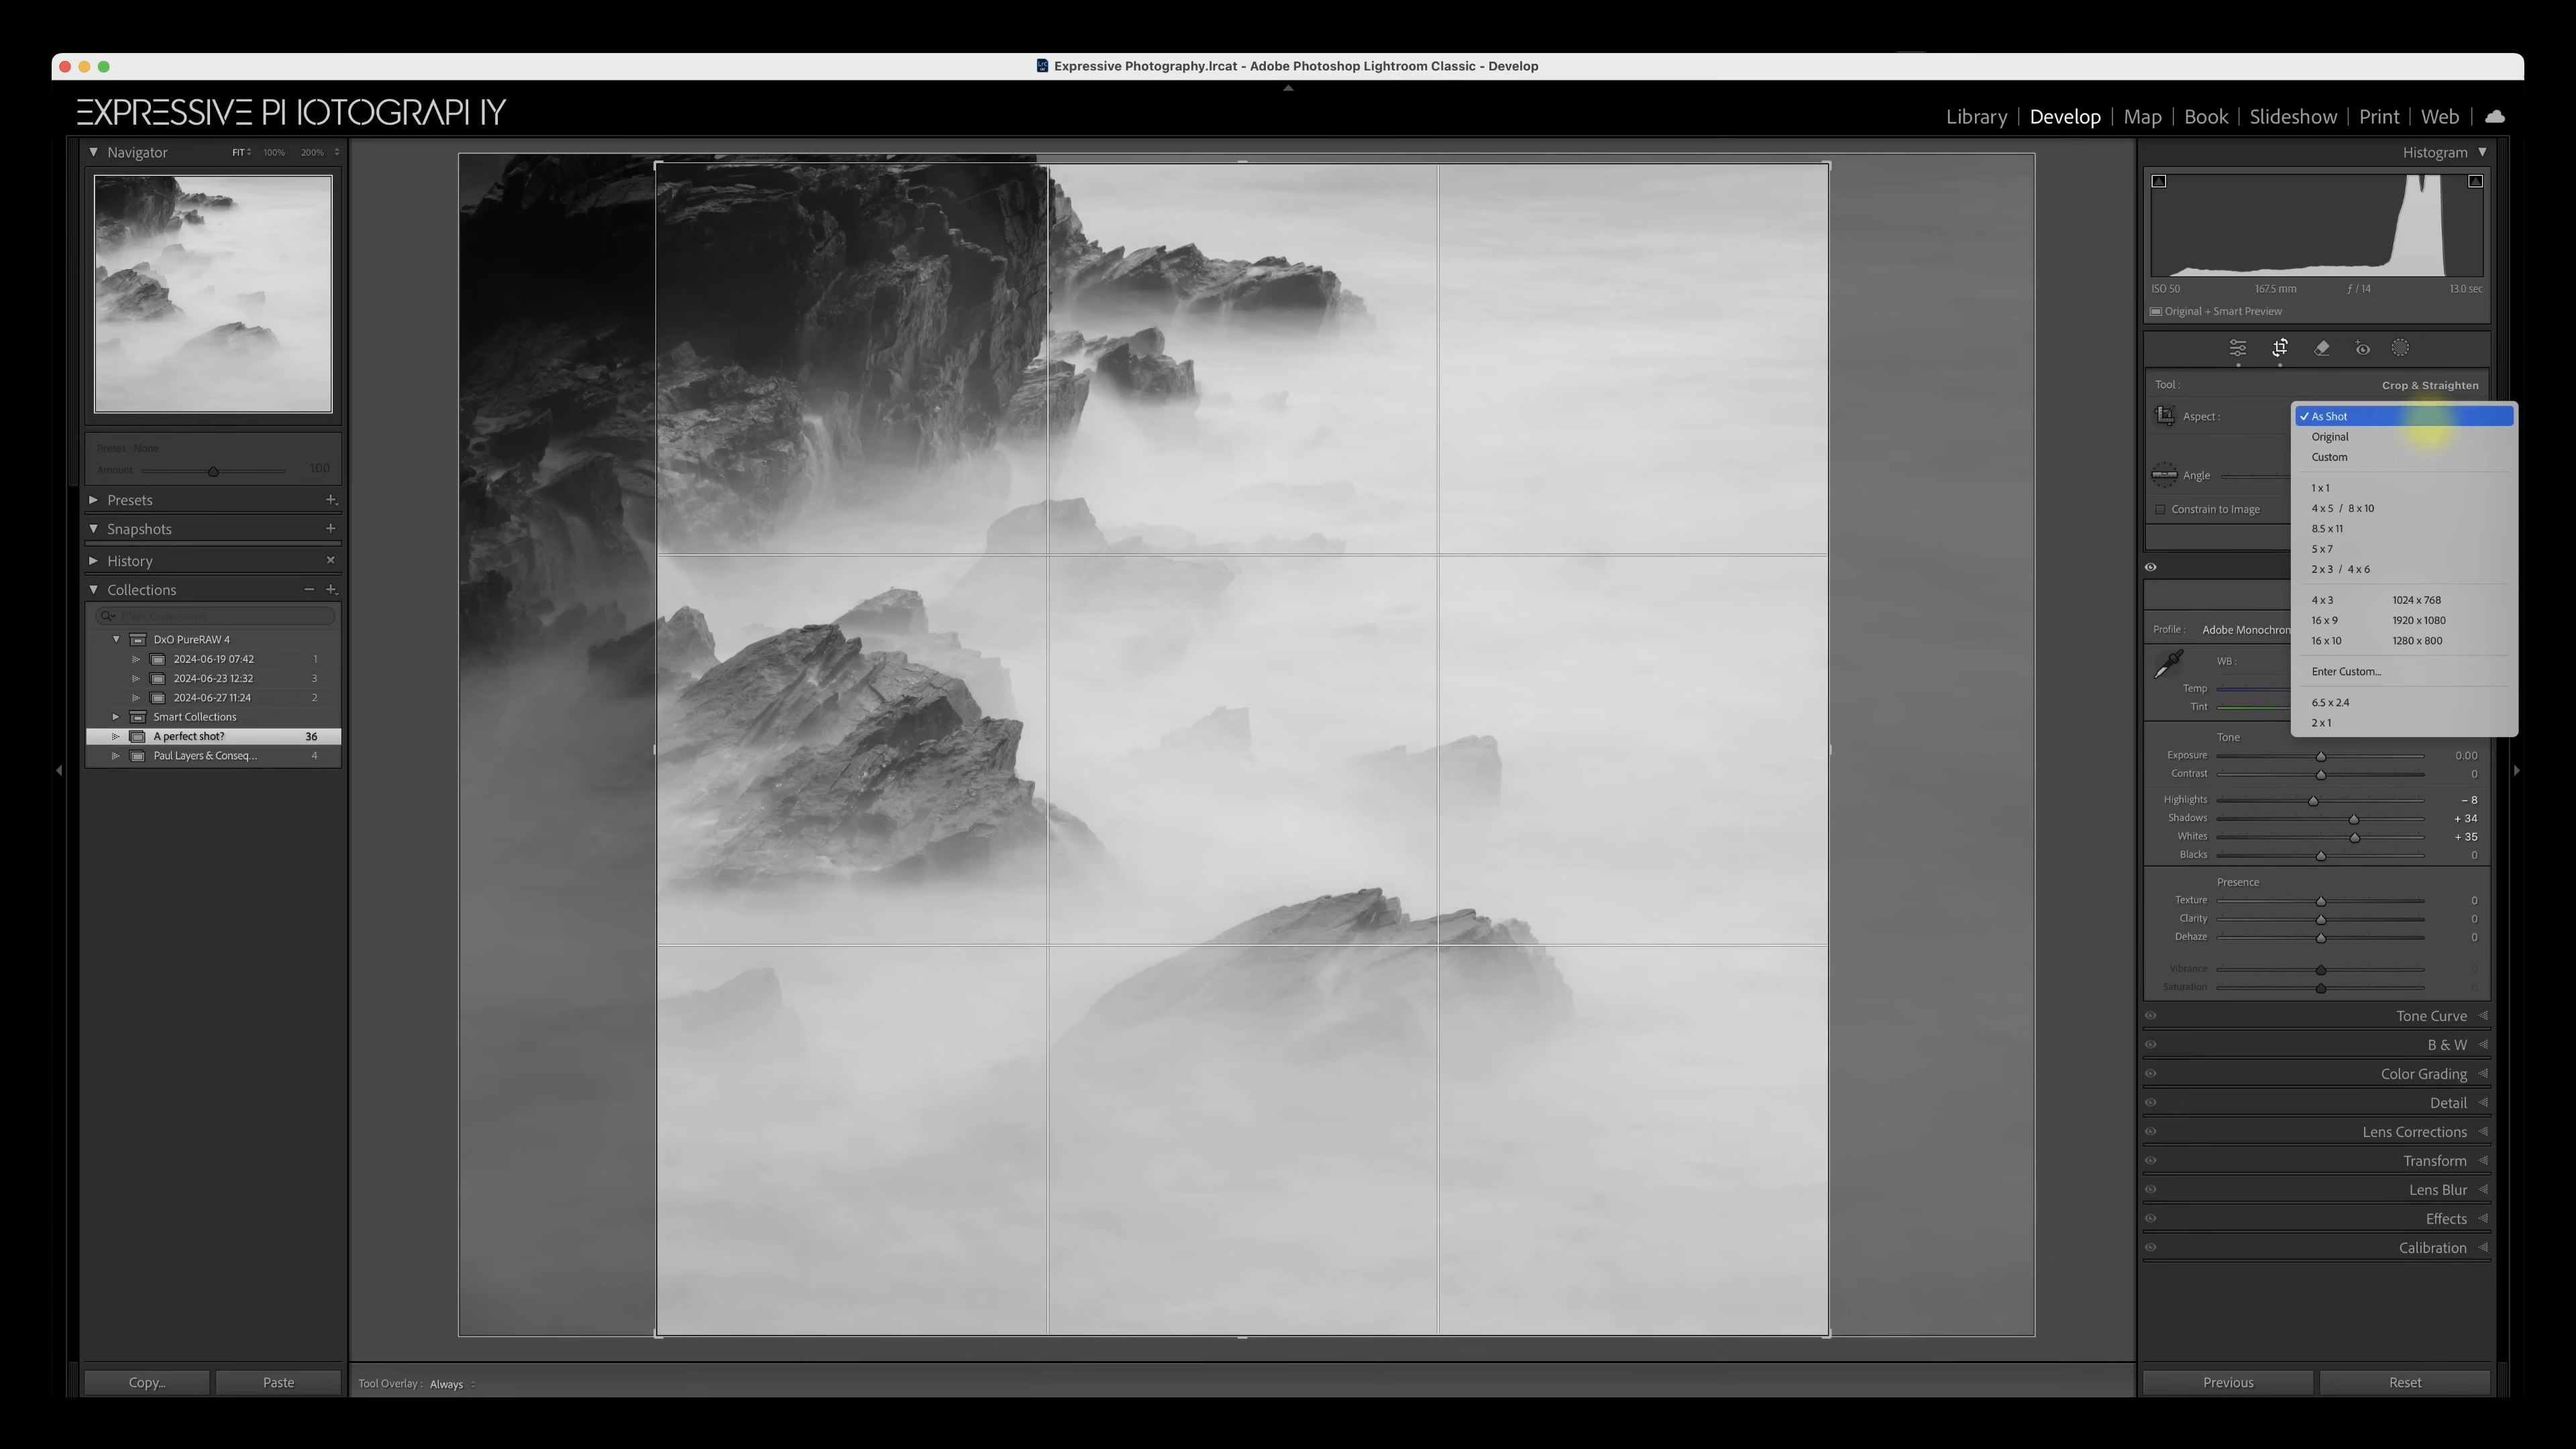 Expressive Photography.lrcat - Adobe Photoshop Lightroom Classic - Develop
EXPRESSIVE PHOTOGRAPHY
Library | Develop | Map | Book | Slideshow | Print | Web
Navigator FIT 100% 200%
Histogram
ISO 50 167.5 mm ƒ / 14 13.0 sec
Original + Smart Preview
Tool : Crop & Straighten
Aspect :
As Shot
Original
Custom
1 x 1
4 x 5 / 8 x 10
8.5 x 11
5 x 7
2 x 3 / 4 x 6
4 x 3 1024 x 768
16 x 9 1920 x 1080
16 x 10 1280 x 800
Enter Custom...
6.5 x 2.4
2 x 1
Angle
Constrain to Image
Profile : Adobe Monochrom
WB :
Temp
Tint
Tone
Exposure 0.00
Contrast 0
Highlights – 8
Shadows + 34
Whites + 35
Blacks 0
Presence
Texture 0
Clarity 0
Dehaze 0
Vibrance
Saturation
Tone Curve
B & W
Color Grading
Detail
Lens Corrections
Transform
Lens Blur
Effects
Calibration
Previous Reset
Preset : None
Amount 100
Presets
Snapshots
History
Collections
DxO PureRAW 4
2024-06-19 07:42 1
2024-06-23 12:32 3
2024-06-27 11:24 2
Smart Collections
A perfect shot? 36
Paul Layers & Conseq... 4
Copy... Paste
Tool Overlay : Always